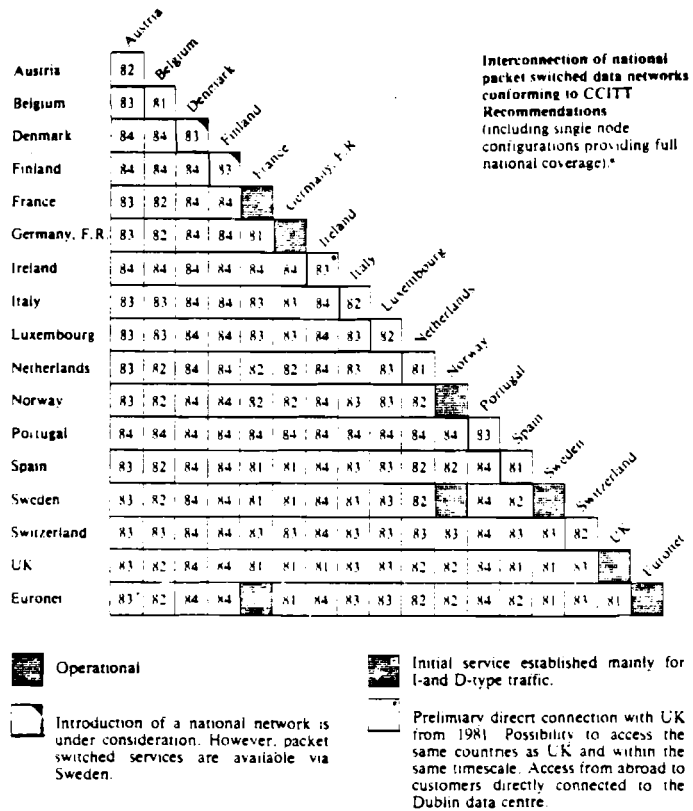 Austria
Belgium
Denmark
Finland
France
Germany, F.R.
Ireland
Italy
Luxembourg
Netherlands
Norway
Portugal
Spain
Sweden
Switzerland
UK
Euronet
Interconnection of national
packet switched data networks
conforming to CCITT
Recommendations
(including single node
configurations providing full
national coverage).*
Austria 82
Belgium 83 81
Denmark 84 84 83
Finland 84 84 84 83
France 83 82 84 84
Germany, F.R. 83 82 84 84 81
Ireland 84 84 84 84 84 84 83*
Italy 83 83 84 84 83 83 84 82
Luxembourg 83 83 84 84 83 83 84 83 82
Netherlands 83 82 84 84 82 82 84 83 83 81
Norway 83 82 84 84 82 82 84 83 83 82
Portugal 84 84 84 84 84 84 84 84 84 84 84 83
Spain 83 82 84 84 81 81 84 83 83 82 82 84 81
Sweden 83 82 84 84 81 81 84 83 83 82 84 82
Switzerland 83 83 84 84 83 83 84 83 83 83 83 84 83 83 82
UK 83 82 84 84 81 81 81 83 83 82 82 84 81 81 83
Euronet 83 82 84 84 81 84 83 83 82 82 84 82 81 83 81
Operational
Introduction of a national network is
under consideration. However, packet
switched services are available via
Sweden.
Initial service established mainly for
I-and D-type traffic.
*
Prelimiary direct connection with UK
from 1981. Possibility to access the
same countries as UK and within the
same timescale. Access from abroad to
customers directly connected to the
Dublin data centre.